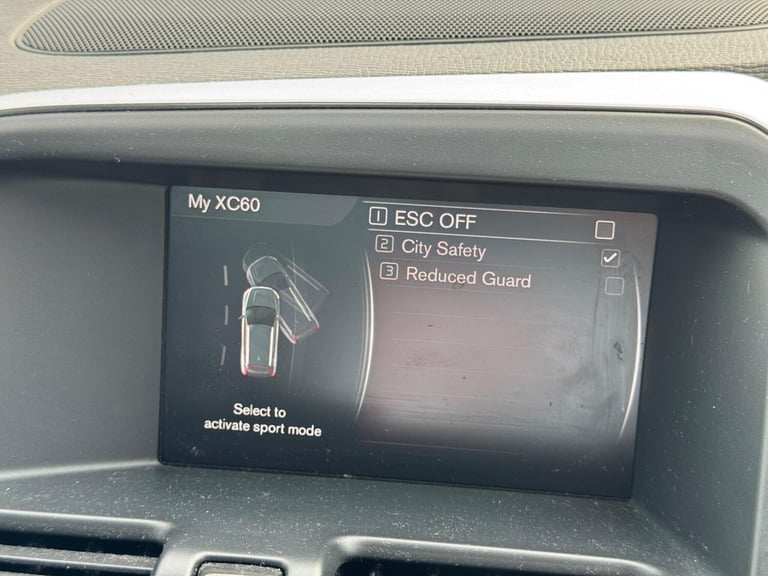 My XC60
1 ESC OFF
2 City Safety
3 Reduced Guard
Select to
activate sport mode